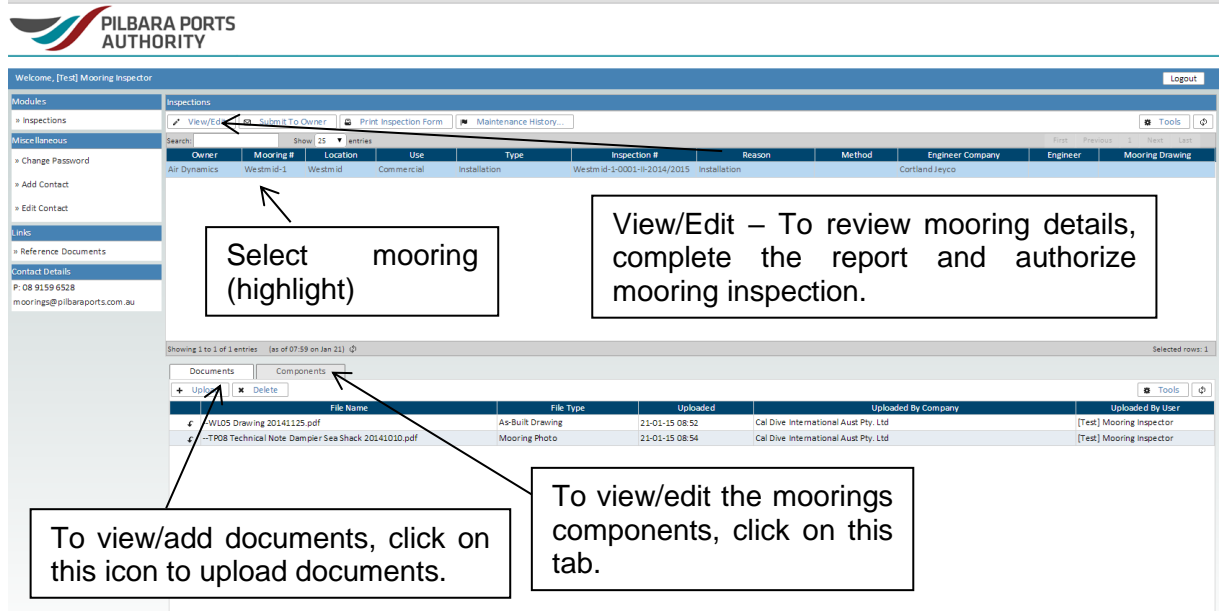 PILBARA PORTS
AUTHORITY
Welcome, [Test] Mooring Inspector
Logout
Modules
» Inspections
Miscellaneous
» Change Password
» Add Contact
» Edit Contact
Links
» Reference Documents
Contact Details
P: 08 9159 6528
moorings@pilbaraports.com.au
Inspections
View/Edit Submit To Owner Print Inspection Form Maintenance History... Tools
Search: Show 25 entries First Previous 1 Next Last
Owner Mooring # Location Use Type Inspection # Reason Method Engineer Company Engineer Mooring Drawing
Air Dynamics Westmid-1 Westmid Commercial Installation Westmid-1-0001-II-2014/2015 Installation Cortland Jeyco
Select mooring
(highlight)
View/Edit – To review mooring details,
complete the report and authorize
mooring inspection.
Showing 1 to 1 of 1 entries (as of 07:59 on Jan 21) Selected rows: 1
Documents Components
+ Upload Delete Tools
File Name File Type Uploaded Uploaded By Company Uploaded By User
--WL05 Drawing 20141125.pdf As-Built Drawing 21-01-15 08:52 Cal Dive International Aust Pty. Ltd [Test] Mooring Inspector
--TP08 Technical Note Dampier Sea Shack 20141010.pdf Mooring Photo 21-01-15 08:54 Cal Dive International Aust Pty. Ltd [Test] Mooring Inspector
To view/add documents, click on
this icon to upload documents.
To view/edit the moorings
components, click on this
tab.